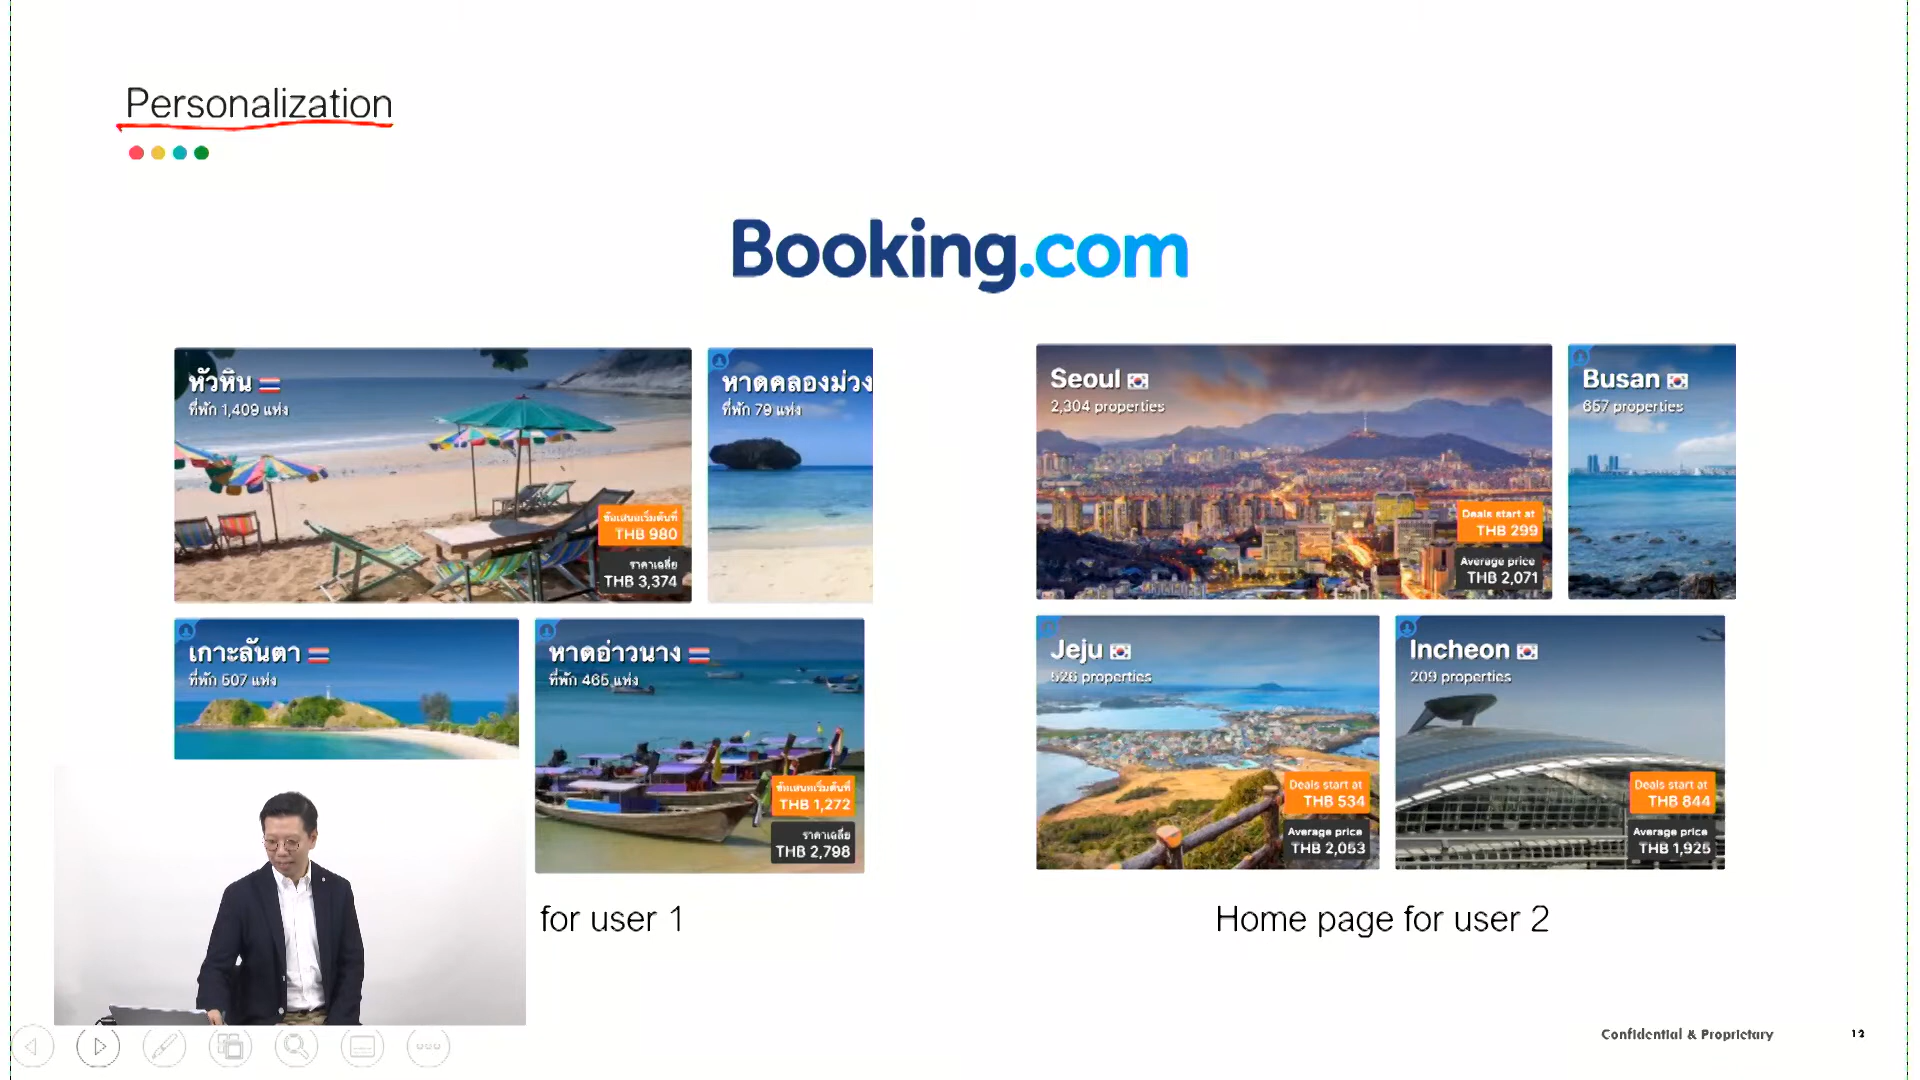 Personalization
Booking.com
หัวหิน
ที่พัก 1,409 แห่ง
THB 980
ราคาเฉลี่ย
THB 3,374
หาดคลองม่วง
ที่พัก 79 แห่ง
เกาะลันตา
ที่พัก 507 แห่ง
หาดอ่าวนาง
ที่พัก 465 แห่ง
THB 1,272
ราคาเฉลี่ย
THB 2,798
for user 1
Seoul
2,304 properties
Deals start at
THB 299
Average price
THB 2,071
Busan
657 properties
Jeju
526 properties
Deals start at
THB 534
Average price
THB 2,053
Incheon
209 properties
Deals start at
THB 844
Average price
THB 1,925
Home page for user 2
Confidential & Proprietary
12